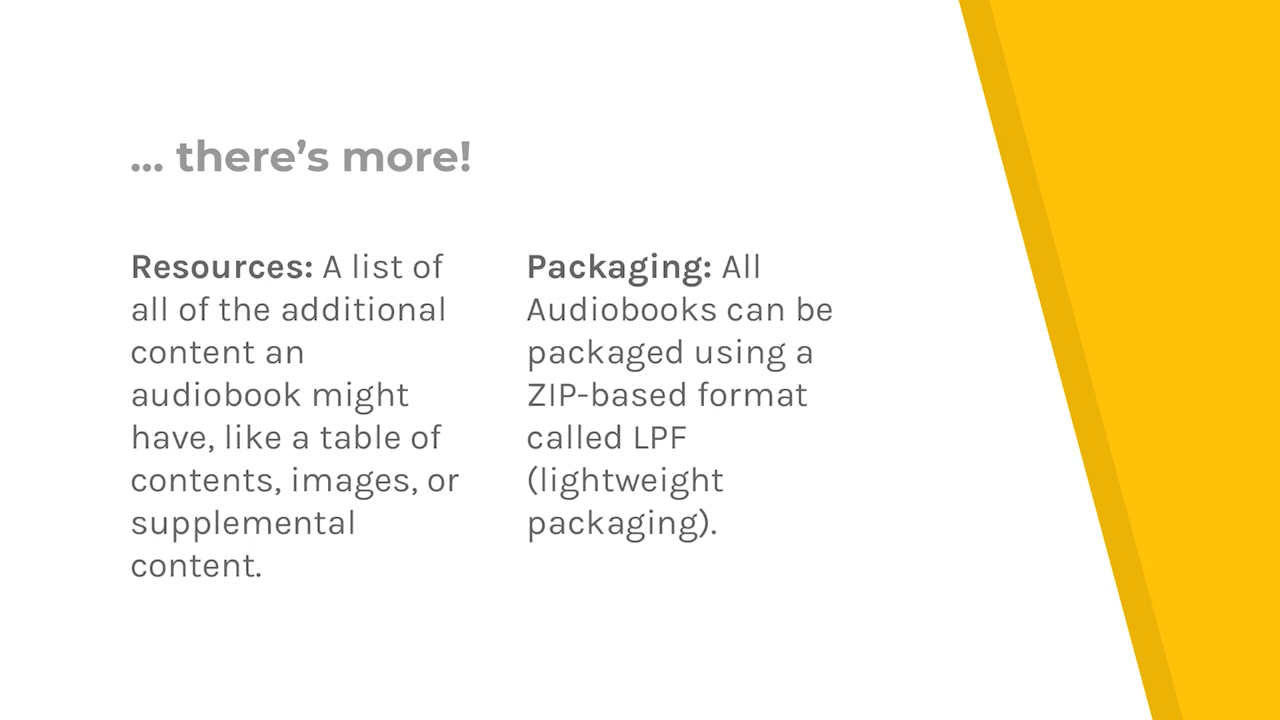 ... there’s more!
Resources: A list of
all of the additional
content an
audiobook might
have, like a table of
contents, images, or
supplemental
content.
Packaging: All
Audiobooks can be
packaged using a
ZIP-based format
called LPF
(lightweight
packaging).